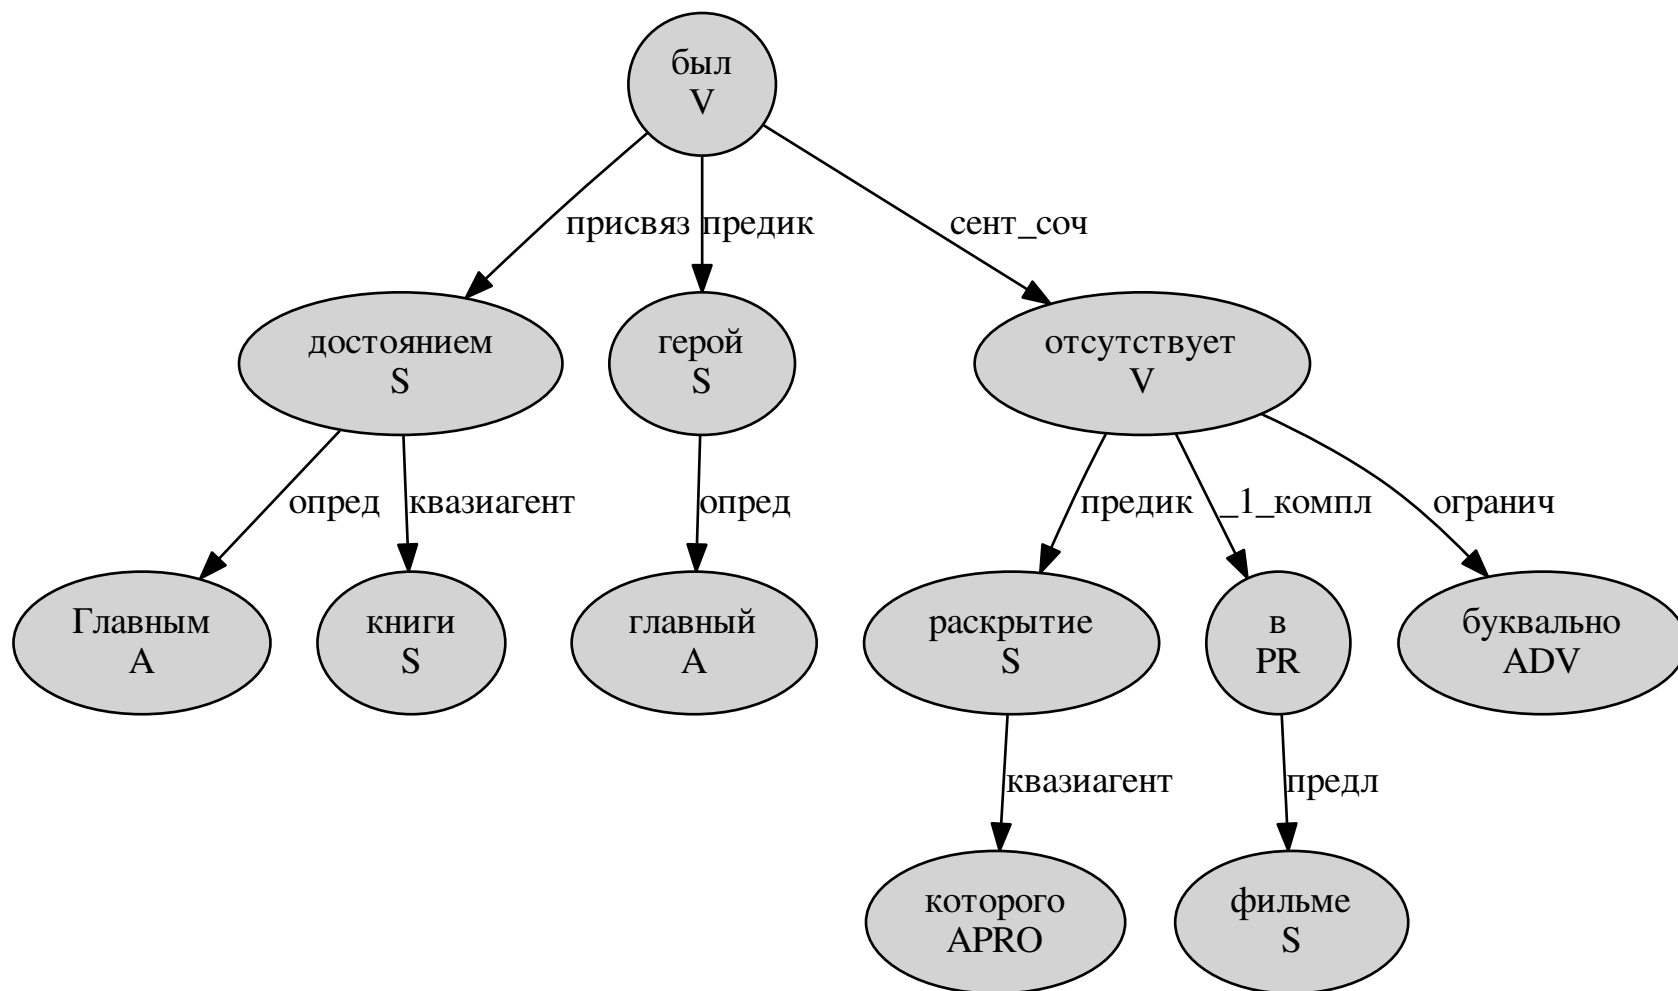 был
V
присвяз
предик
сент_соч
достоянием
S
герой
S
отсутствует
V
опред
квазиагент
опред
предик
_1_компл
огранич
Главным
A
книги
S
главный
A
раскрытие
S
в
PR
буквально
ADV
квазиагент
предл
которого
APRO
фильме
S